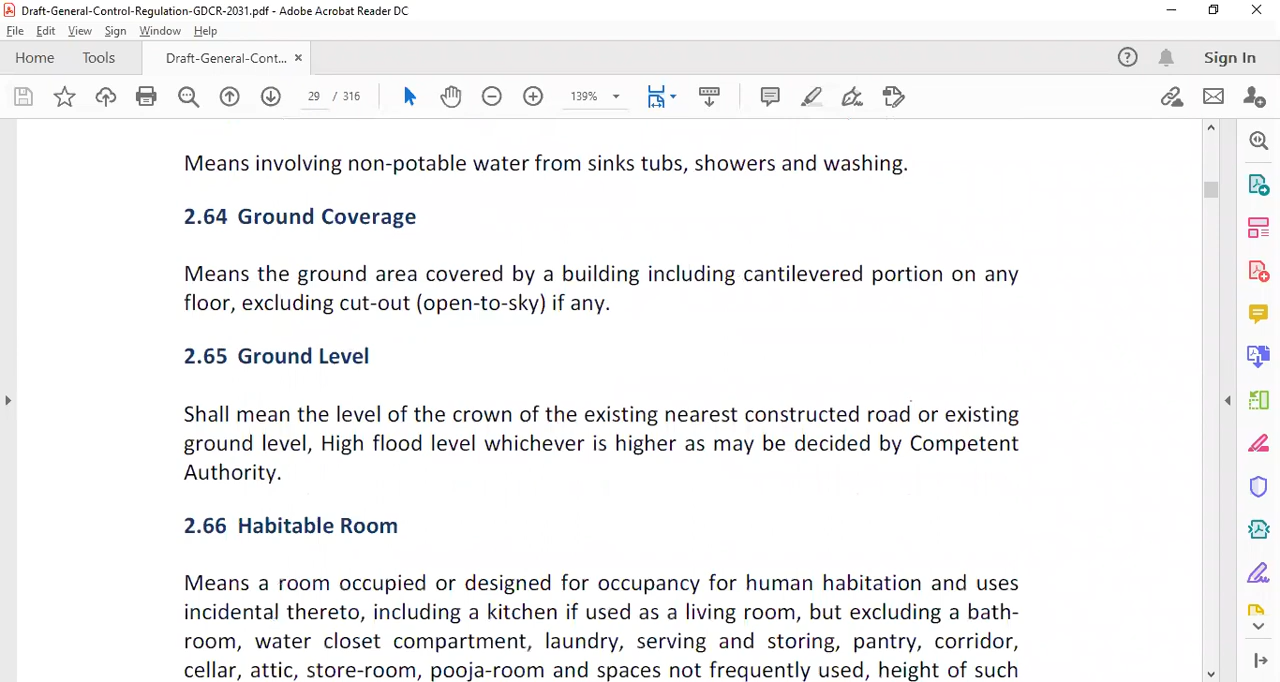 Draft-General-Control-Regulation-GDCR-2031.pdf - Adobe Acrobat Reader DC
File Edit View Sign Window Help
Home Tools Draft-General-Cont... × Sign In
29 / 316 139%
Means involving non-potable water from sinks tubs, showers and washing.
2.64 Ground Coverage
Means the ground area covered by a building including cantilevered portion on any
floor, excluding cut-out (open-to-sky) if any.
2.65 Ground Level
Shall mean the level of the crown of the existing nearest constructed road or existing
ground level, High flood level whichever is higher as may be decided by Competent
Authority.
2.66 Habitable Room
Means a room occupied or designed for occupancy for human habitation and uses
incidental thereto, including a kitchen if used as a living room, but excluding a bath-
room, water closet compartment, laundry, serving and storing, pantry, corridor,
cellar, attic, store-room, pooja-room and spaces not frequently used, height of such